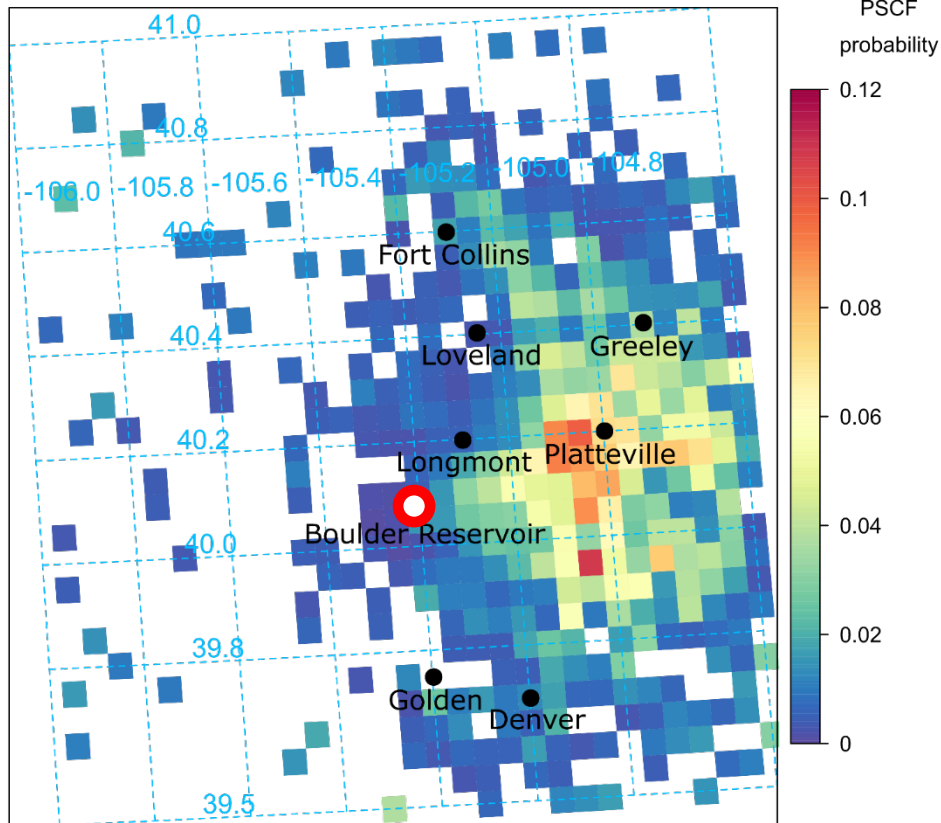 PSCF
probability
41.0
0.12
40.8
-106.0 -105.8 -105.6 -105.4 -105.2 -105.0 -104.8
0.1
40.6
Fort Collins
0.08
40.4
Loveland
Greeley
0.06
40.2
Longmont
Platteville
Boulder Reservoir
40.0
0.04
39.8
0.02
Golden
Denver
0
39.5